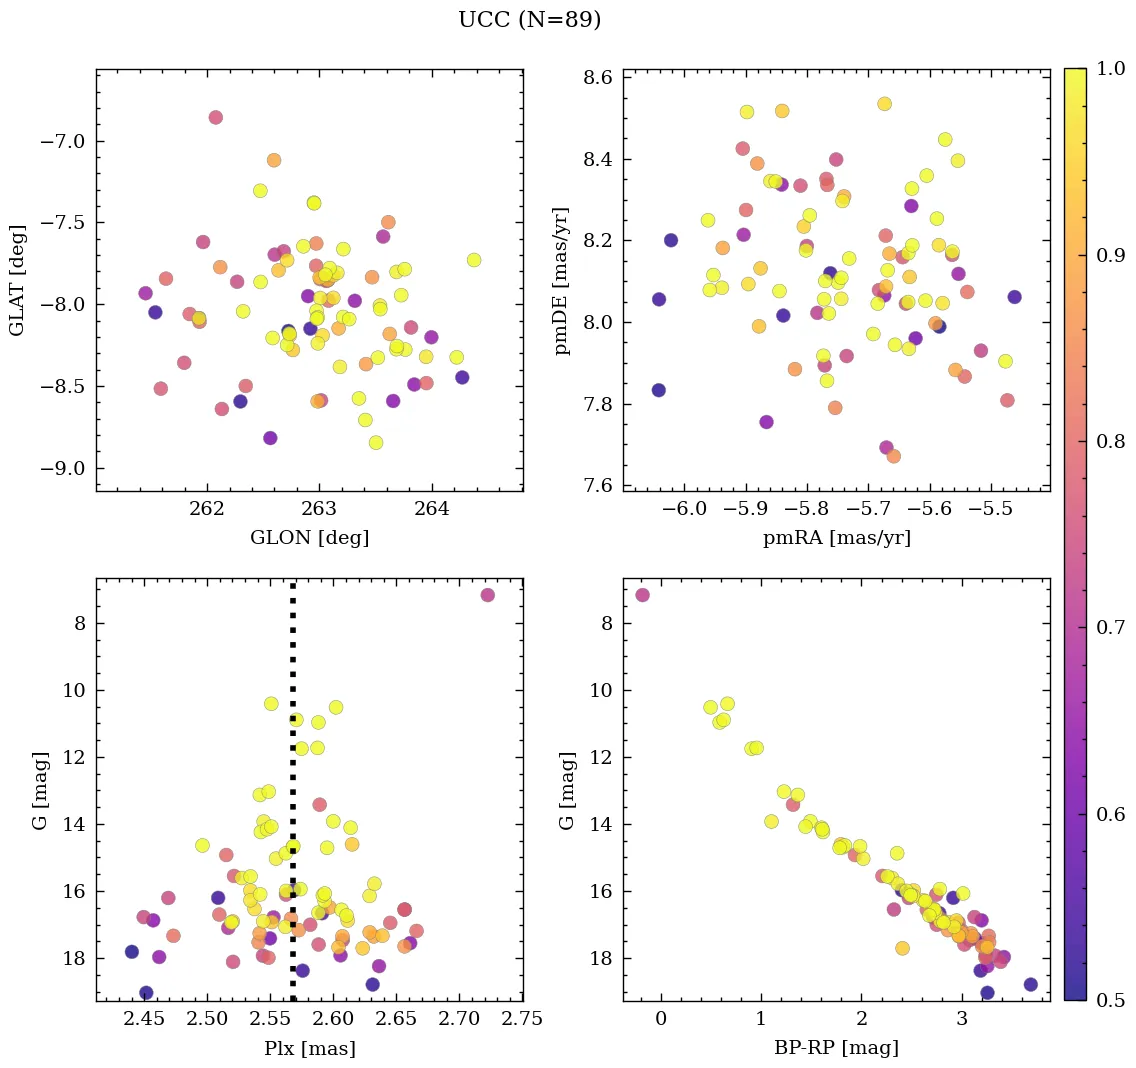 UCC (N=89)
−7.0
−7.5
−8.0
−8.5
−9.0
GLAT [deg]
262 263 264
GLON [deg]
8.6
8.4
8.2
8.0
7.8
7.6
pmDE [mas/yr]
−6.0 −5.9 −5.8 −5.7 −5.6 −5.5
pmRA [mas/yr]
1.0
0.9
0.8
0.7
0.6
0.5
8
10
12
14
16
18
G [mag]
2.45 2.50 2.55 2.60 2.65 2.70 2.75
Plx [mas]
8
10
12
14
16
18
G [mag]
0 1 2 3
BP-RP [mag]